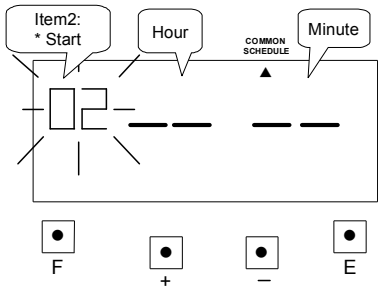 Item2:
* Start
Hour
COMMON
SCHEDULE
Minute
02 -- --
F
+
−
E